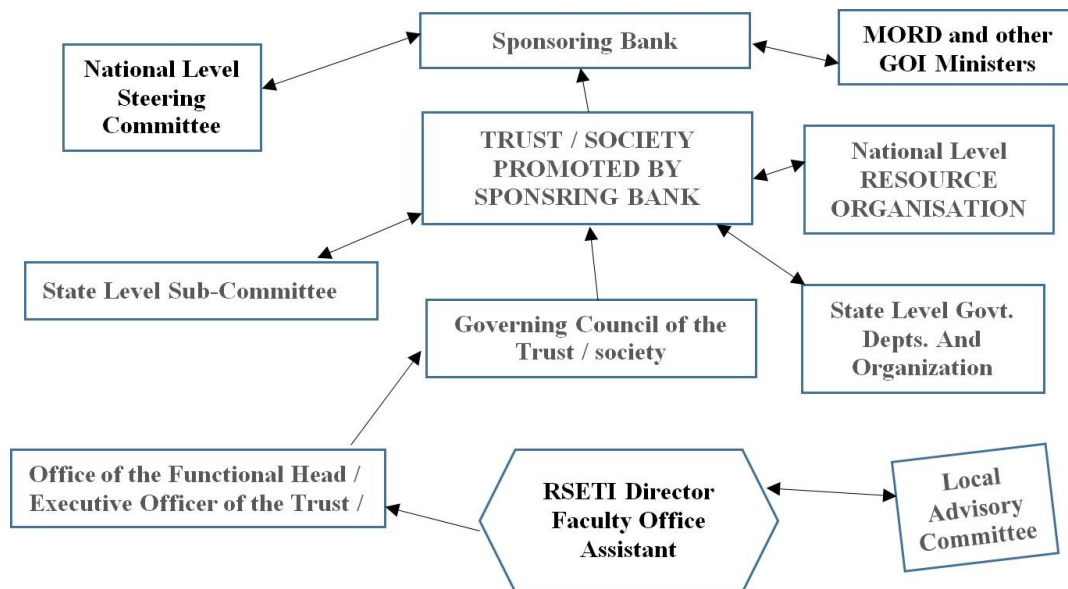 Sponsoring Bank
MORD and other
GOI Ministers
National Level
Steering
Committee
TRUST / SOCIETY
PROMOTED BY
SPONSRING BANK
National Level
RESOURCE
ORGANISATION
State Level Sub-Committee
Governing Council of the
Trust / society
State Level Govt.
Depts. And
Organization
Office of the Functional Head /
Executive Officer of the Trust /
RSETI Director
Faculty Office
Assistant
Local
Advisory
Committee